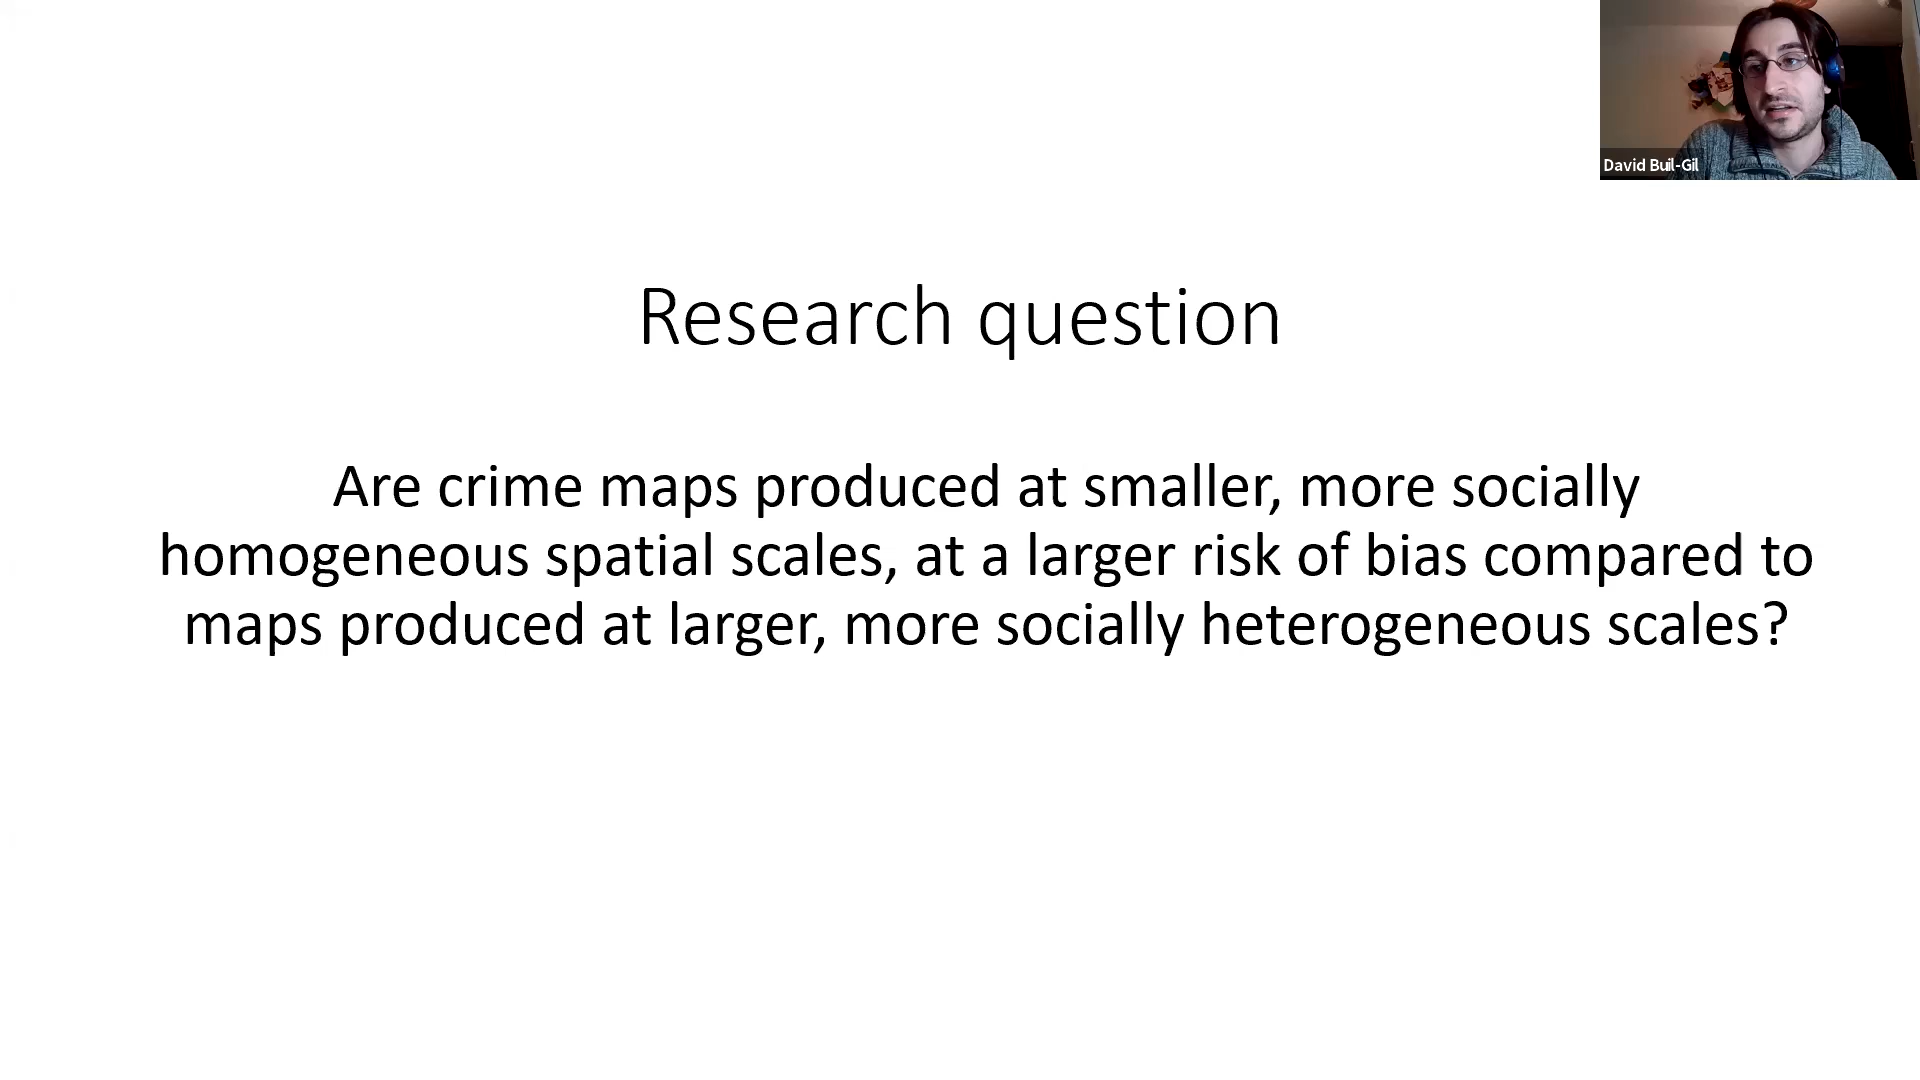 David Buil-Gil
Research question
Are crime maps produced at smaller, more socially
homogeneous spatial scales, at a larger risk of bias compared to
maps produced at larger, more socially heterogeneous scales?